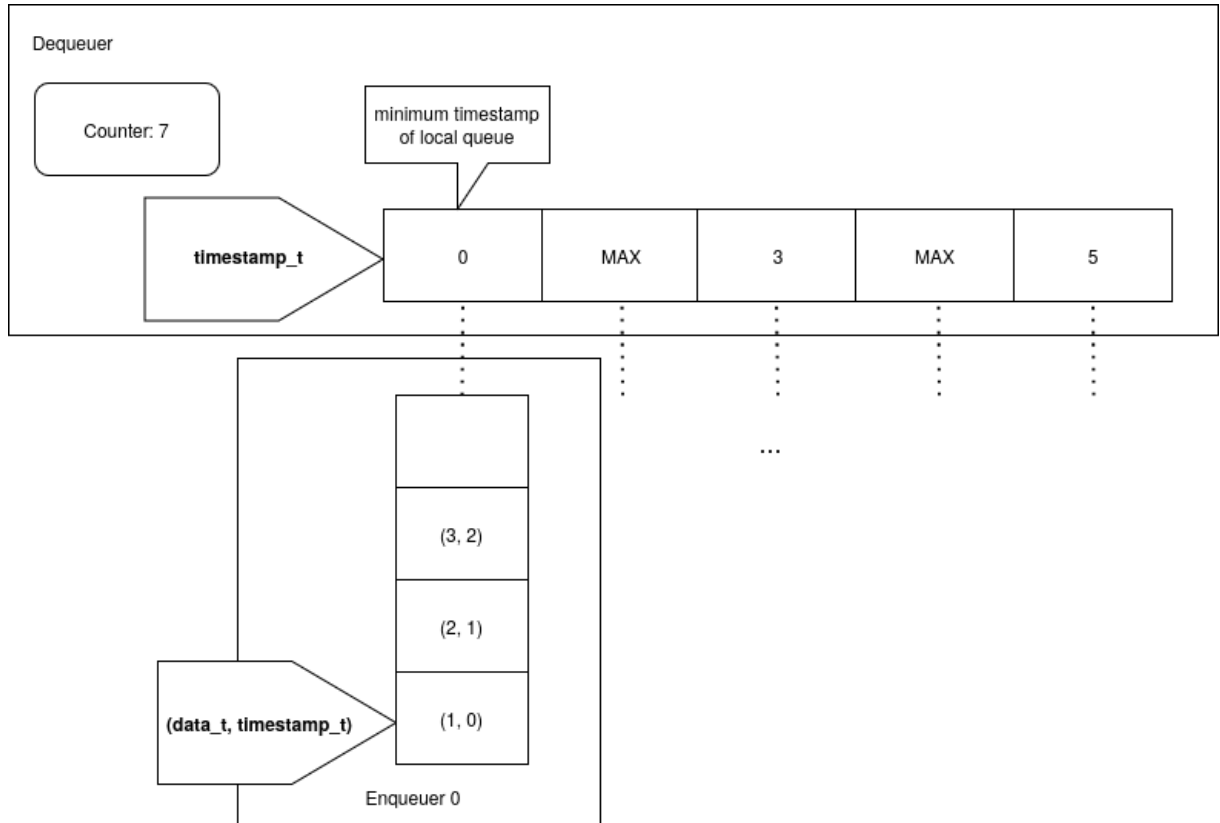 Dequeuer
Counter: 7
minimum timestamp
of local queue
timestamp_t
0
MAX
3
MAX
5
...
(3, 2)
(2, 1)
(data_t, timestamp_t)
(1, 0)
Enqueuer 0